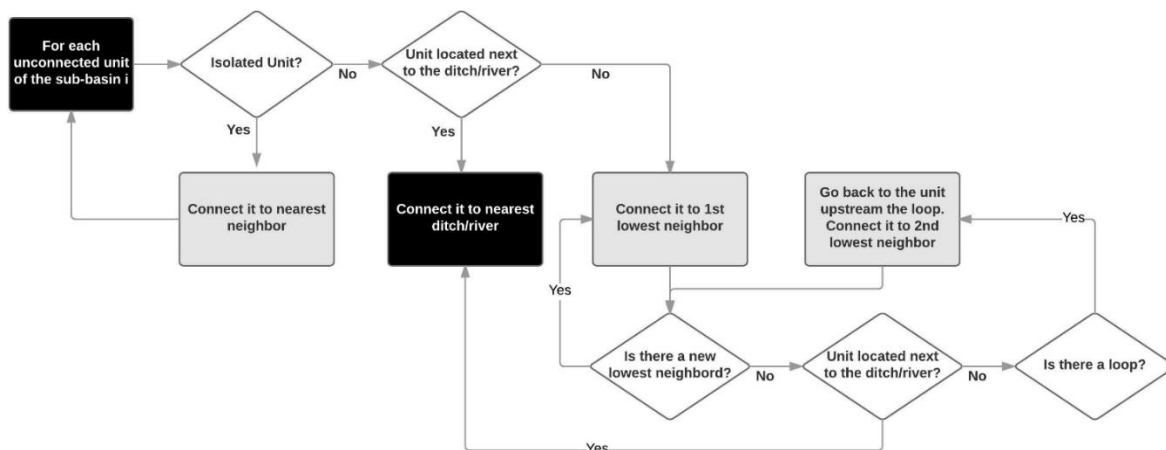 For each
unconnected unit
of the sub-basin i
Isolated Unit?
No
Unit located next
to the ditch/river?
No
Yes
Yes
Connect it to nearest
neighbor
Connect it to nearest
ditch/river
Connect it to 1st
lowest neighbor
Go back to the unit
upstream the loop.
Connect it to 2nd
lowest neighbor
Yes
Yes
Is there a new
lowest neighbord?
No
Unit located next
to the ditch/river?
No
Is there a loop?
Yes